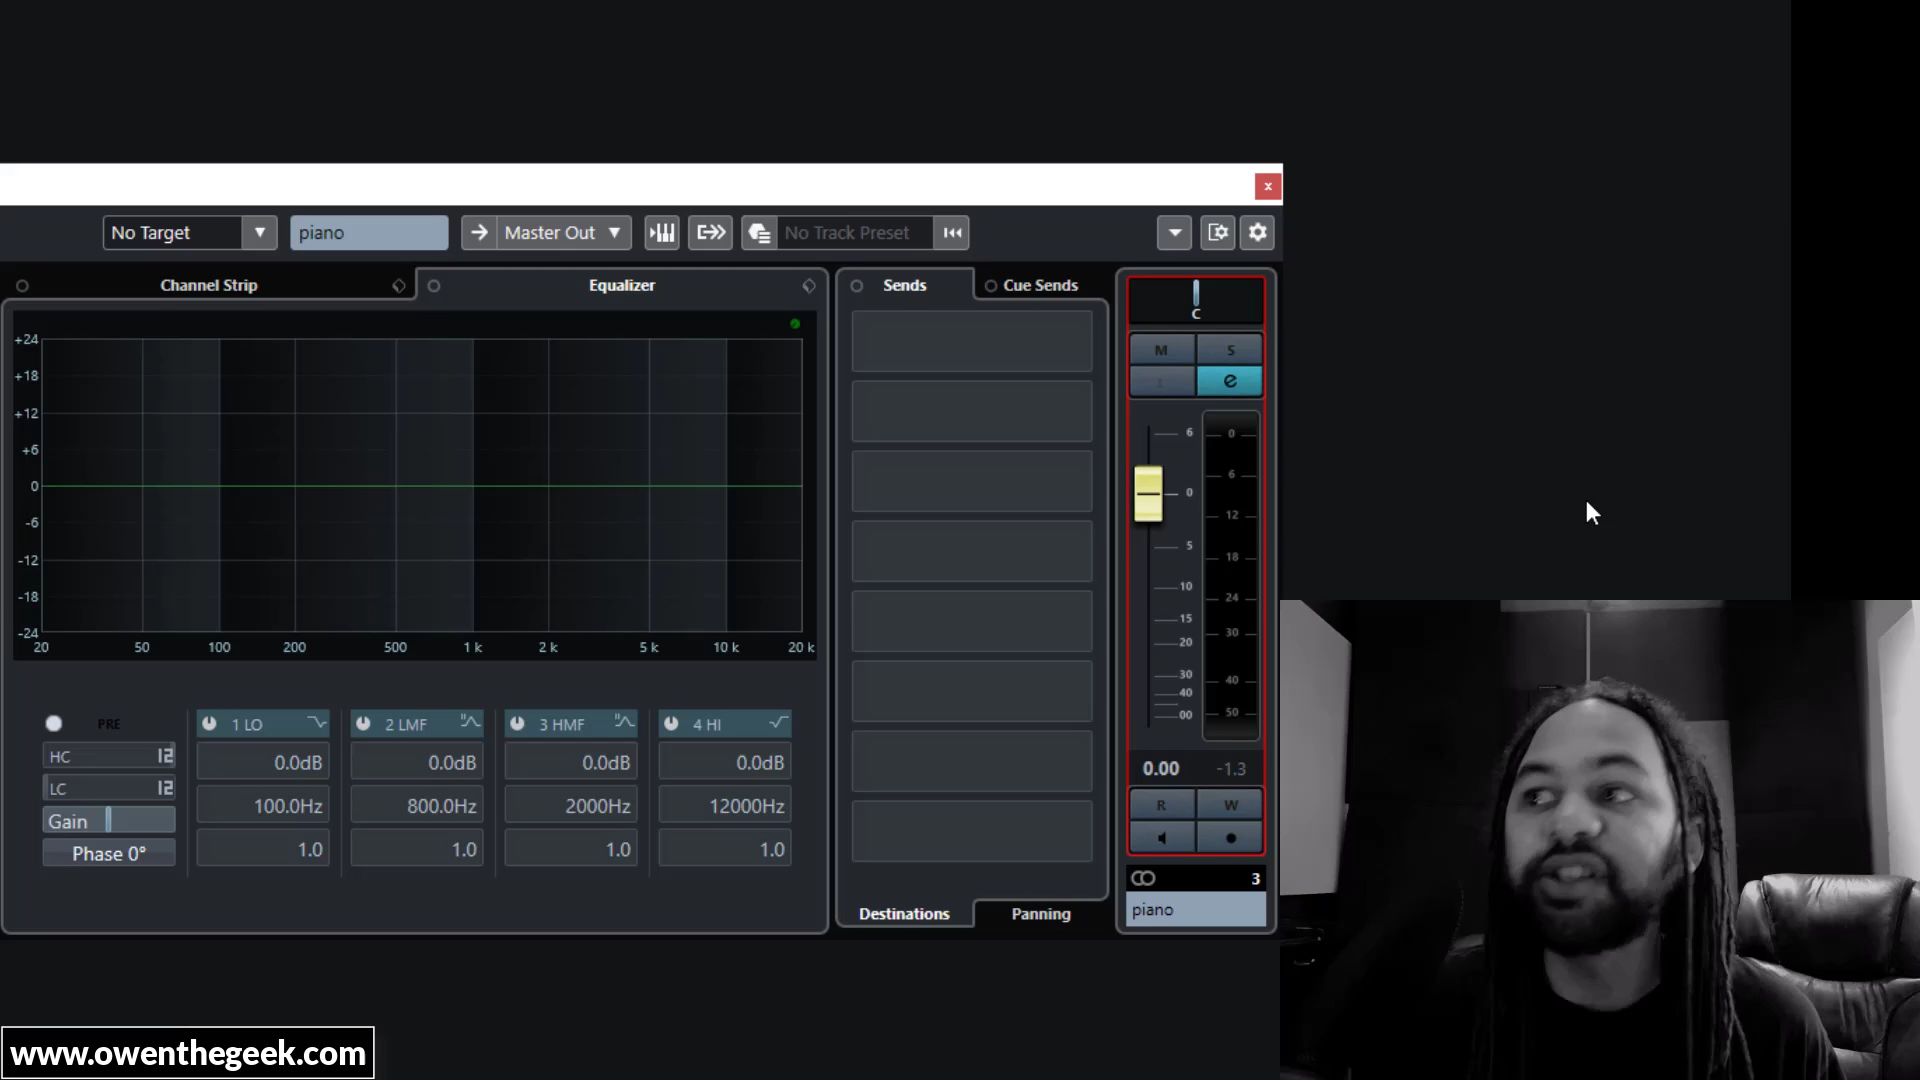 x
No Target
piano
Master Out
No Track Preset
Channel Strip
Equalizer
Sends
Cue Sends
+24
+18
+12
+6
0
-6
-12
-18
-24
20 50 100 200 500 1 k 2 k 5 k 10 k 20 k
PRE 1 LO 2 LMF 3 HMF 4 HI
HC 12 0.0dB 0.0dB 0.0dB 0.0dB
LC 12 100.0Hz 800.0Hz 2000Hz 12000Hz
Gain
Phase 0° 1.0 1.0 1.0 1.0
Destinations
Panning
C
M S
e
6 0
6
0 12
5 18
10 24
15
20 30
30
40 40
00 50
0.00 -1.3
R W
3
piano
www.owenthegeek.com